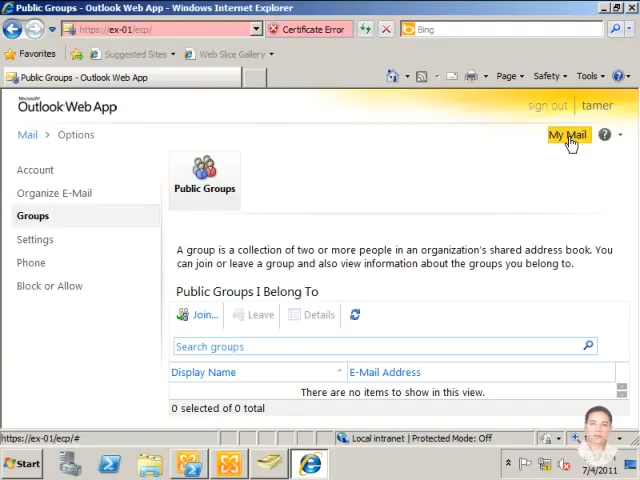 Public Groups - Outlook Web App - Windows Internet Explorer
https://ex-01/ecp/
Certificate Error
Bing
Favorites
Suggested Sites
Web Slice Gallery
Public Groups - Outlook Web App
Page
Safety
Tools
Microsoft
Outlook Web App
sign out
tamer
Mail > Options
My Mail
Account
Organize E-Mail
Groups
Settings
Phone
Block or Allow
Public Groups
A group is a collection of two or more people in an organization's shared address book. You
can join or leave a group and also view information about the groups you belong to.
Public Groups I Belong To
Join...
Leave
Details
Search groups
Display Name
E-Mail Address
There are no items to show in this view.
0 selected of 0 total
https://ex-01/ecp/#
Local intranet | Protected Mode: Off
Start
7/4/2011